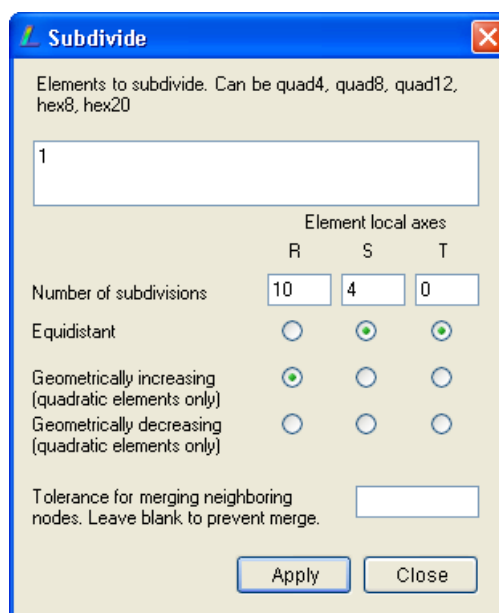 Subdivide
Elements to subdivide. Can be quad4, quad8, quad12,
hex8, hex20
1
Element local axes
R S T
Number of subdivisions 10 4 0
Equidistant
Geometrically increasing
(quadratic elements only)
Geometrically decreasing
(quadratic elements only)
Tolerance for merging neighboring
nodes. Leave blank to prevent merge.
Apply Close